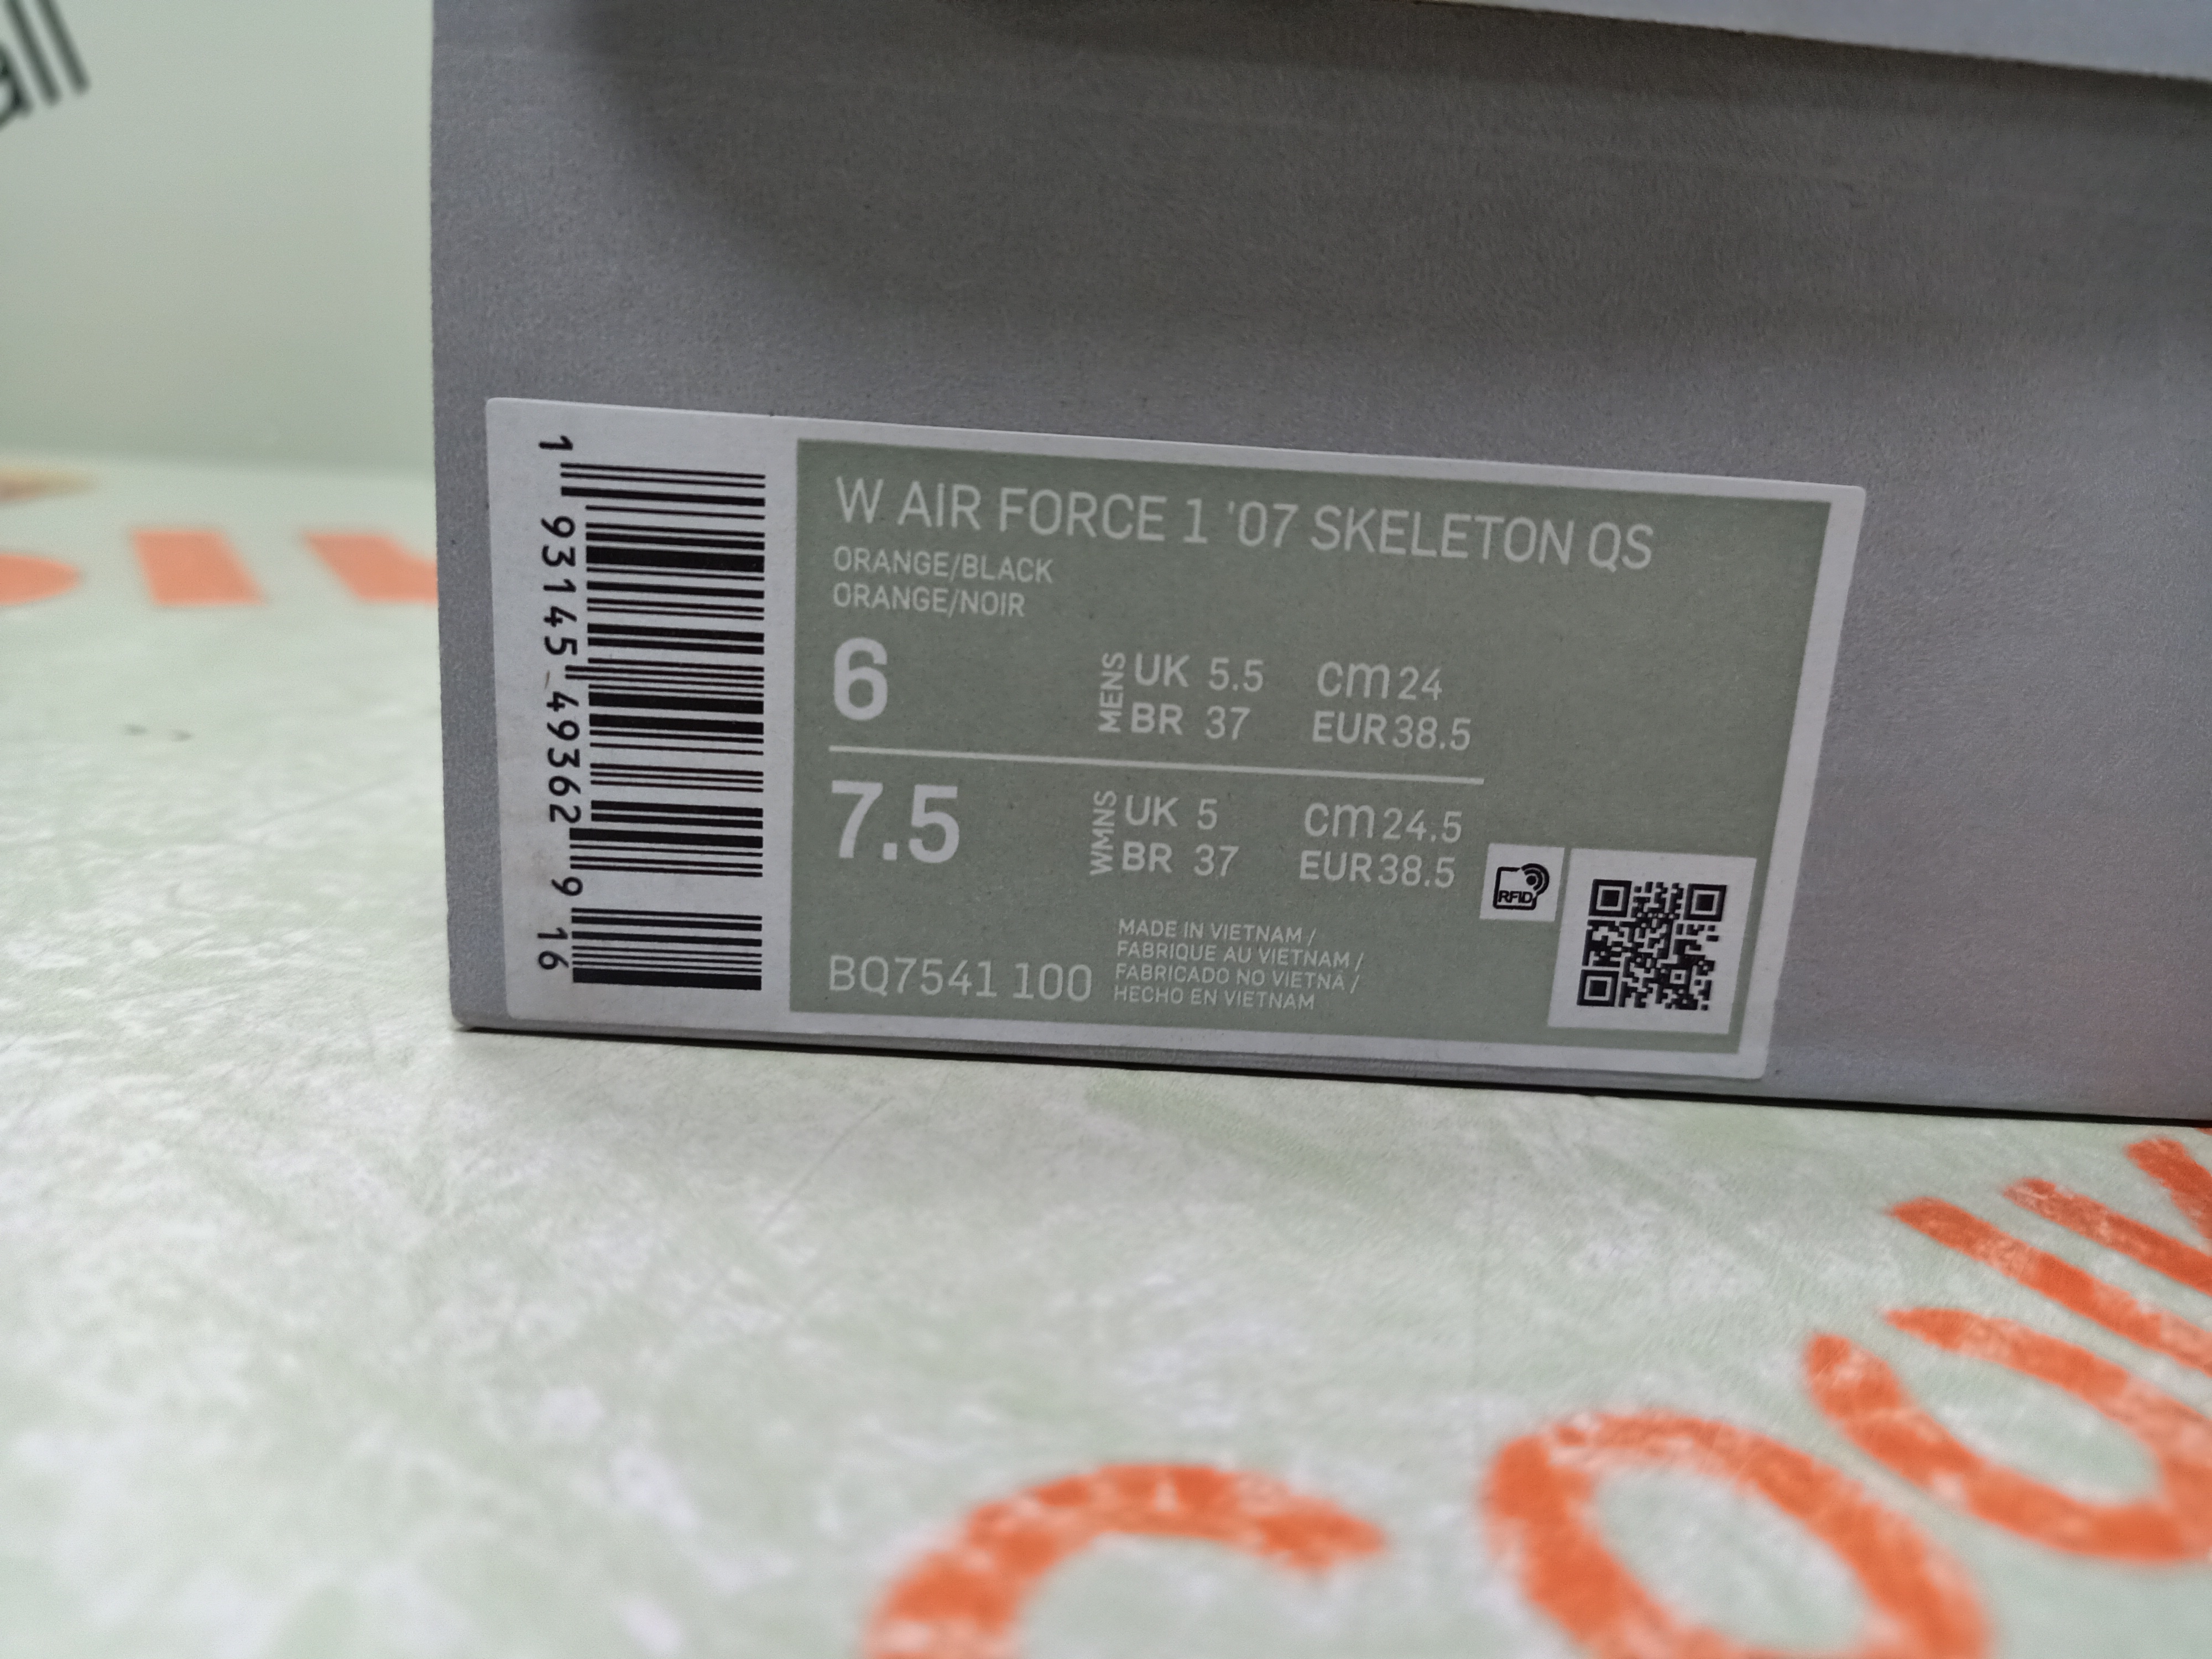 all
W AIR FORCE 1 '07 SKELETON QS
ORANGE/BLACK
ORANGE/NOIR
6 MENS UK 5.5 cm 24
BR 37 EUR 38.5
7.5 WMNS UK 5 cm 24.5
BR 37 EUR 38.5
RFID
BQ7541 100
MADE IN VIETNAM /
FABRIQUE AU VIETNAM /
FABRICADO NO VIETNÃ /
HECHO EN VIETNAM
1 93145 49362 9 16